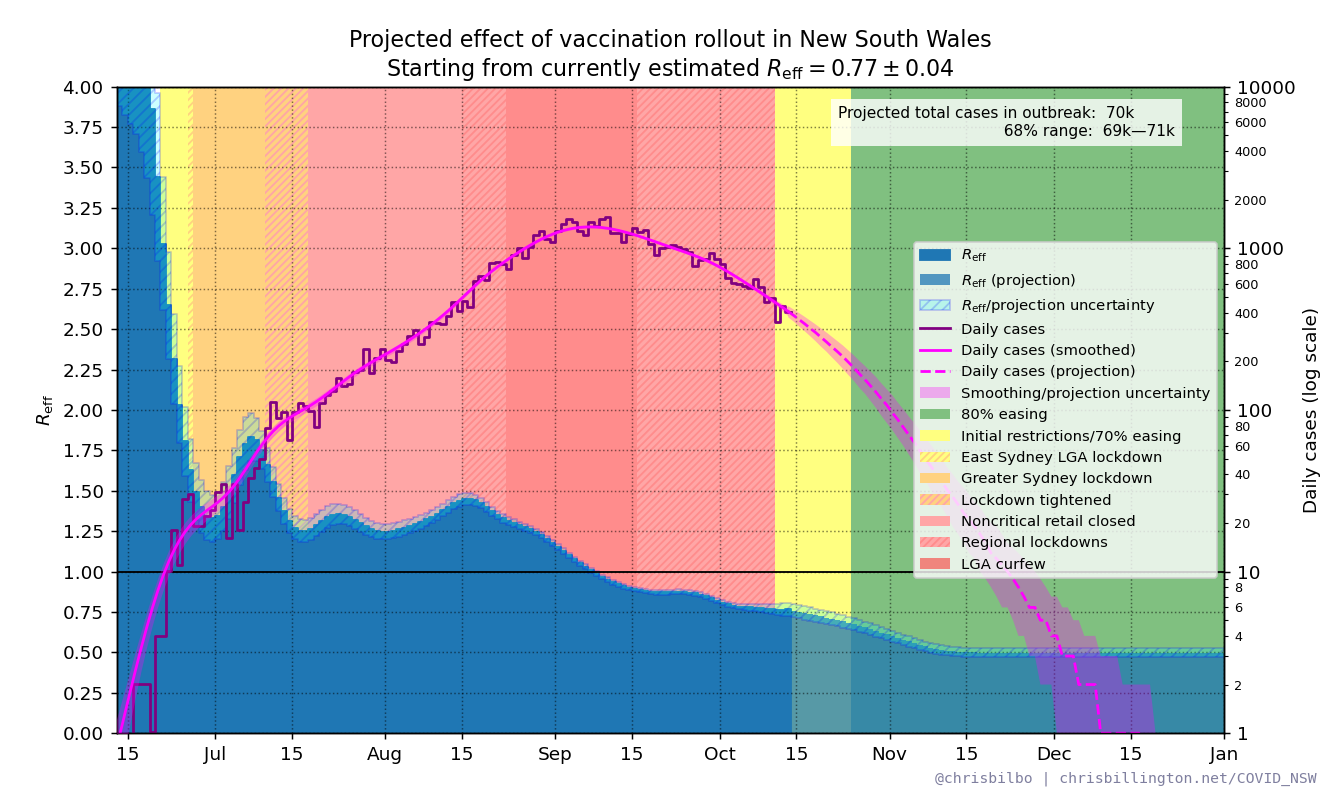 Projected effect of vaccination rollout in New South Wales
Starting from currently estimated Reff = 0.77 ± 0.04
Projected total cases in outbreak: 70k
68% range: 69k—71k
Reff
4.00
3.75
3.50
3.25
3.00
2.75
2.50
2.25
2.00
1.75
1.50
1.25
1.00
0.75
0.50
0.25
0.00
10000
8000
6000
4000
2000
1000
800
600
400
200
100
80
60
40
20
10
8
6
4
2
1
Daily cases (log scale)
Reff
Reff (projection)
Reff/projection uncertainty
Daily cases
Daily cases (smoothed)
Daily cases (projection)
Smoothing/projection uncertainty
80% easing
Initial restrictions/70% easing
East Sydney LGA lockdown
Greater Sydney lockdown
Lockdown tightened
Noncritical retail closed
Regional lockdowns
LGA curfew
15 Jul 15 Aug 15 Sep 15 Oct 15 Nov 15 Dec 15 Jan
@chrisbilbo | chrisbillington.net/COVID_NSW